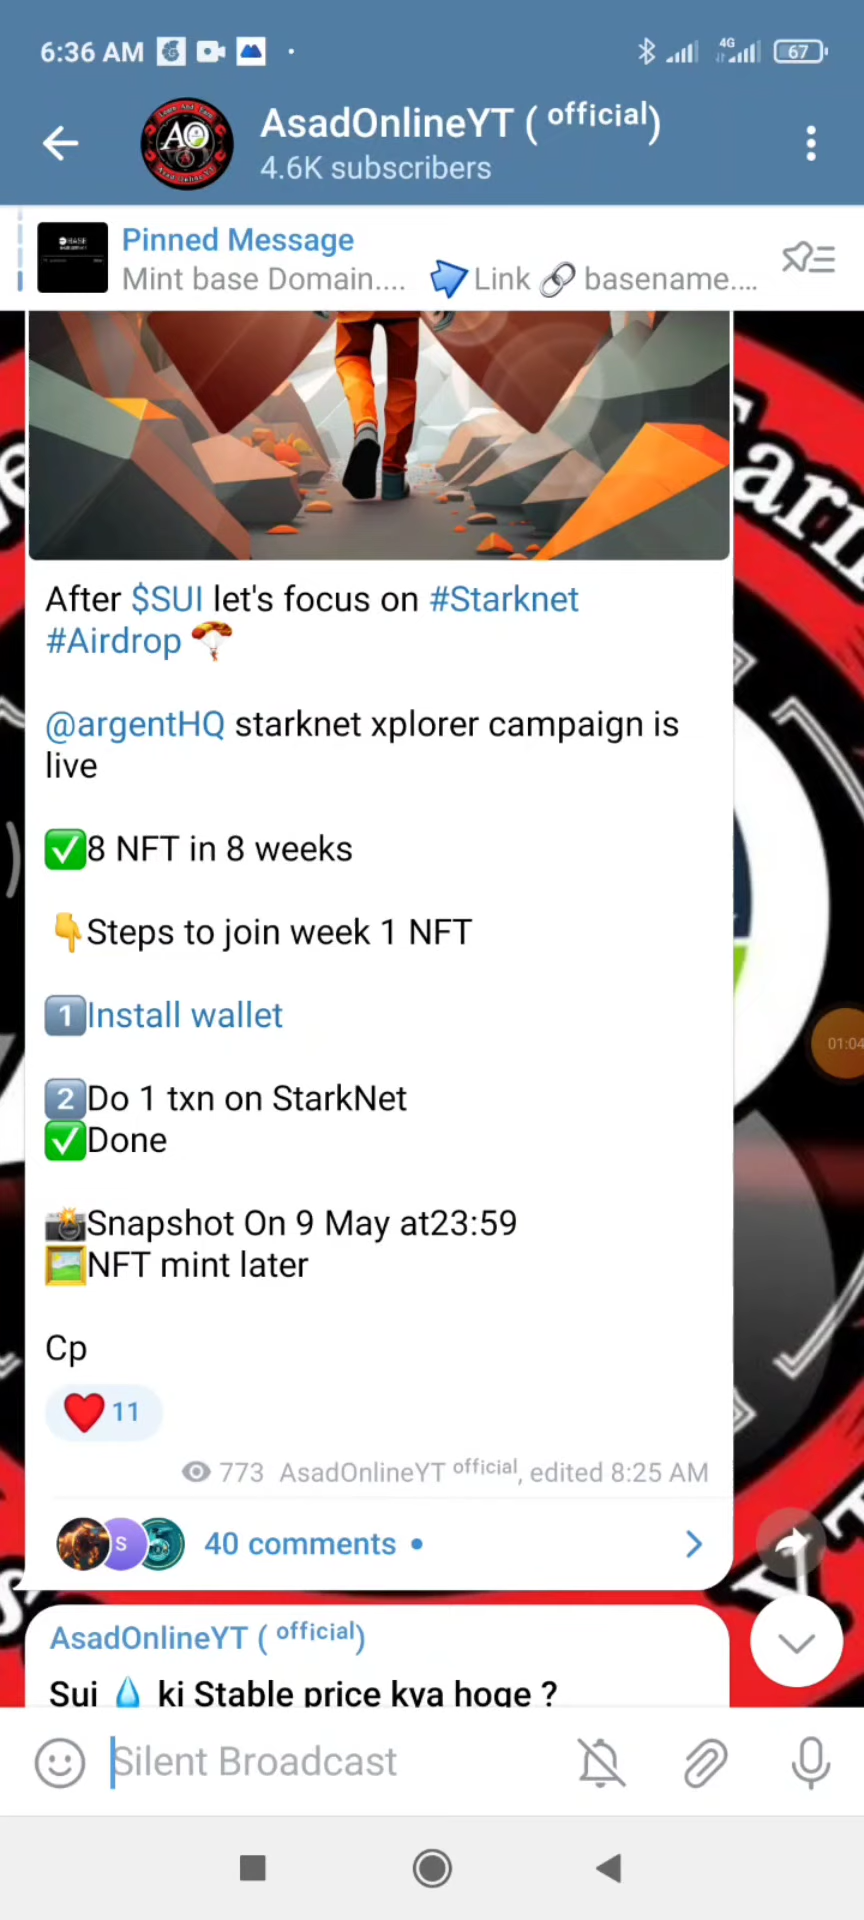 6:36 AM
4G
67
AsadOnlineYT ( official)
4.6K subscribers
Pinned Message
Mint base Domain.... Link basename....
After $SUI let's focus on #Starknet
#Airdrop
@argentHQ starknet xplorer campaign is
live
✅8 NFT in 8 weeks
👇Steps to join week 1 NFT
1️⃣Install wallet
2️⃣Do 1 txn on StarkNet
✅Done
📸Snapshot On 9 May at23:59
🖼NFT mint later
Cp
❤️ 11
773 AsadOnlineYT official, edited 8:25 AM
S
40 comments
01:04
AsadOnlineYT ( official)
Sui 💧 ki Stable price kya hoge ?
Silent Broadcast